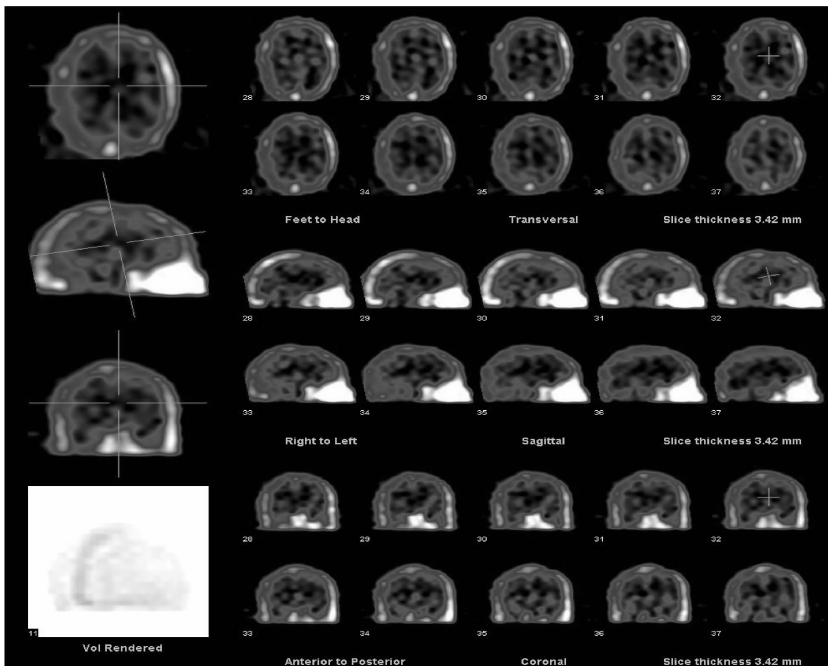 28 29 30 31 32
33 34 35 36 37
Feet to Head Transversal Slice thickness 3.42 mm
28 29 30 31 32
33 34 35 36 37
Right to Left Sagittal Slice thickness 3.42 mm
28 29 30 31 32
33 34 35 36 37
11
Vol Rendered
Anterior to Posterior Coronal Slice thickness 3.42 mm